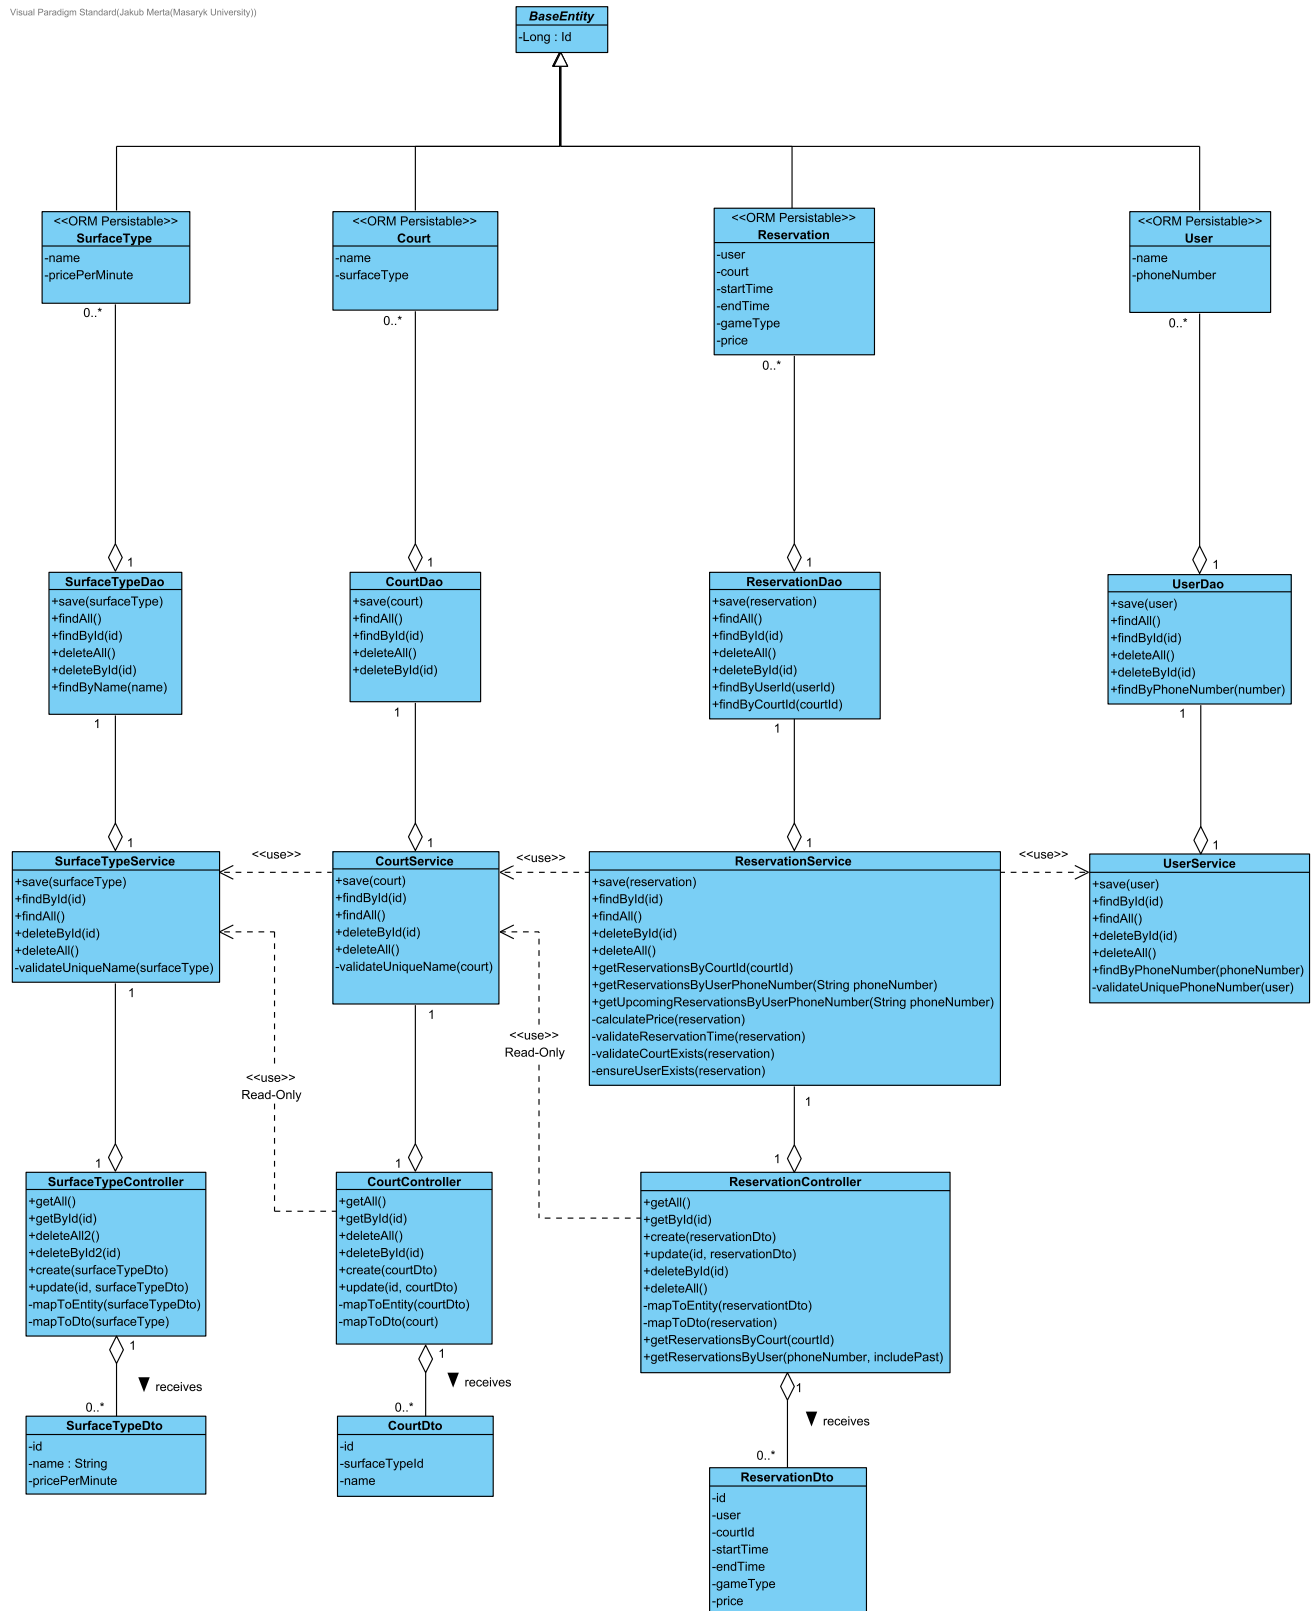 Visual Paradigm Standard(Jakub Merta(Masaryk University))
BaseEntity
-Long : Id
<<ORM Persistable>>
SurfaceType
-name
-pricePerMinute
0..*
<<ORM Persistable>>
Court
-name
-surfaceType
0..*
<<ORM Persistable>>
Reservation
-user
-court
-startTime
-endTime
-gameType
-price
0..*
<<ORM Persistable>>
User
-name
-phoneNumber
0..*
1
SurfaceTypeDao
+save(surfaceType)
+findAll()
+findById(id)
+deleteAll()
+deleteById(id)
+findByName(name)
1
1
CourtDao
+save(court)
+findAll()
+findById(id)
+deleteAll()
+deleteById(id)
1
1
ReservationDao
+save(reservation)
+findAll()
+findById(id)
+deleteAll()
+deleteById(id)
+findByUserId(userId)
+findByCourtId(courtId)
1
1
UserDao
+save(user)
+findAll()
+findById(id)
+deleteAll()
+deleteById(id)
+findByPhoneNumber(number)
1
1
SurfaceTypeService
+save(surfaceType)
+findById(id)
+findAll()
+deleteById(id)
+deleteAll()
-validateUniqueName(surfaceType)
1
<<use>>
1
CourtService
+save(court)
+findById(id)
+findAll()
+deleteById(id)
+deleteAll()
-validateUniqueName(court)
1
<<use>>
1
ReservationService
+save(reservation)
+findById(id)
+findAll()
+deleteById(id)
+deleteAll()
+getReservationsByCourtId(courtId)
+getReservationsByUserPhoneNumber(String phoneNumber)
+getUpcomingReservationsByUserPhoneNumber(String phoneNumber)
-calculatePrice(reservation)
-validateReservationTime(reservation)
-validateCourtExists(reservation)
-ensureUserExists(reservation)
1
<<use>>
1
UserService
+save(user)
+findById(id)
+findAll()
+deleteById(id)
+deleteAll()
+findByPhoneNumber(phoneNumber)
-validateUniquePhoneNumber(user)
<<use>>
Read-Only
<<use>>
Read-Only
1
SurfaceTypeController
+getAll()
+getById(id)
+deleteAll2()
+deleteById2(id)
+create(surfaceTypeDto)
+update(id, surfaceTypeDto)
-mapToEntity(surfaceTypeDto)
-mapToDto(surfaceType)
1
receives
0..*
1
CourtController
+getAll()
+getById(id)
+deleteAll()
+deleteById(id)
+create(courtDto)
+update(id, courtDto)
-mapToEntity(courtDto)
-mapToDto(court)
1
receives
0..*
1
ReservationController
+getAll()
+getById(id)
+create(reservationDto)
+update(id, reservationDto)
+deleteById(id)
+deleteAll()
-mapToEntity(reservationtDto)
-mapToDto(reservation)
+getReservationsByCourt(courtId)
+getReservationsByUser(phoneNumber, includePast)
1
receives
0..*
SurfaceTypeDto
-id
-name : String
-pricePerMinute
CourtDto
-id
-surfaceTypeId
-name
ReservationDto
-id
-user
-courtId
-startTime
-endTime
-gameType
-price